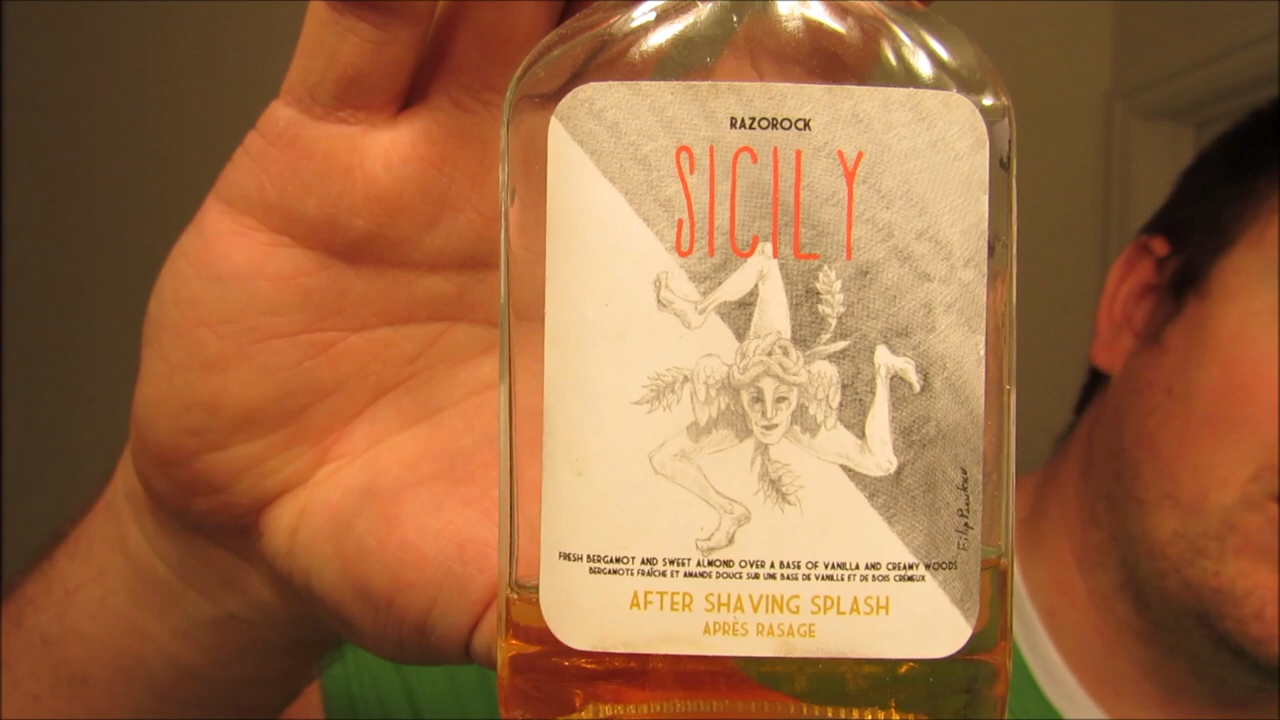 RAZOROCK
SICILY
FRESH BERGAMOT AND SWEET ALMOND OVER A BASE OF VANILLA AND CREAMY WOODS
BERGAMOTE FRAÎCHE ET AMANDE DOUCE SUR UNE BASE DE VANILLE ET DE BOIS CRÉMEUX
AFTER SHAVING SPLASH
APRÈS RASAGE
Filip